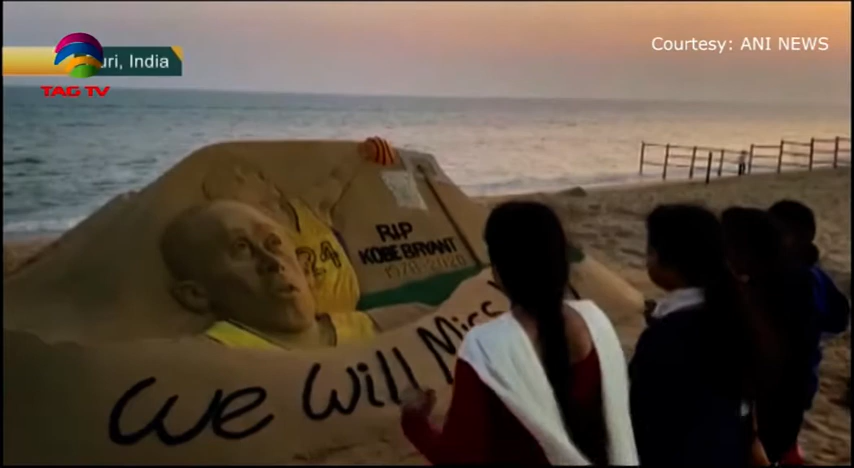 Courtesy: ANI NEWS
uri, India
TAG TV
24
RIP
KOBE BRYANT
1978-2020
We Will Miss